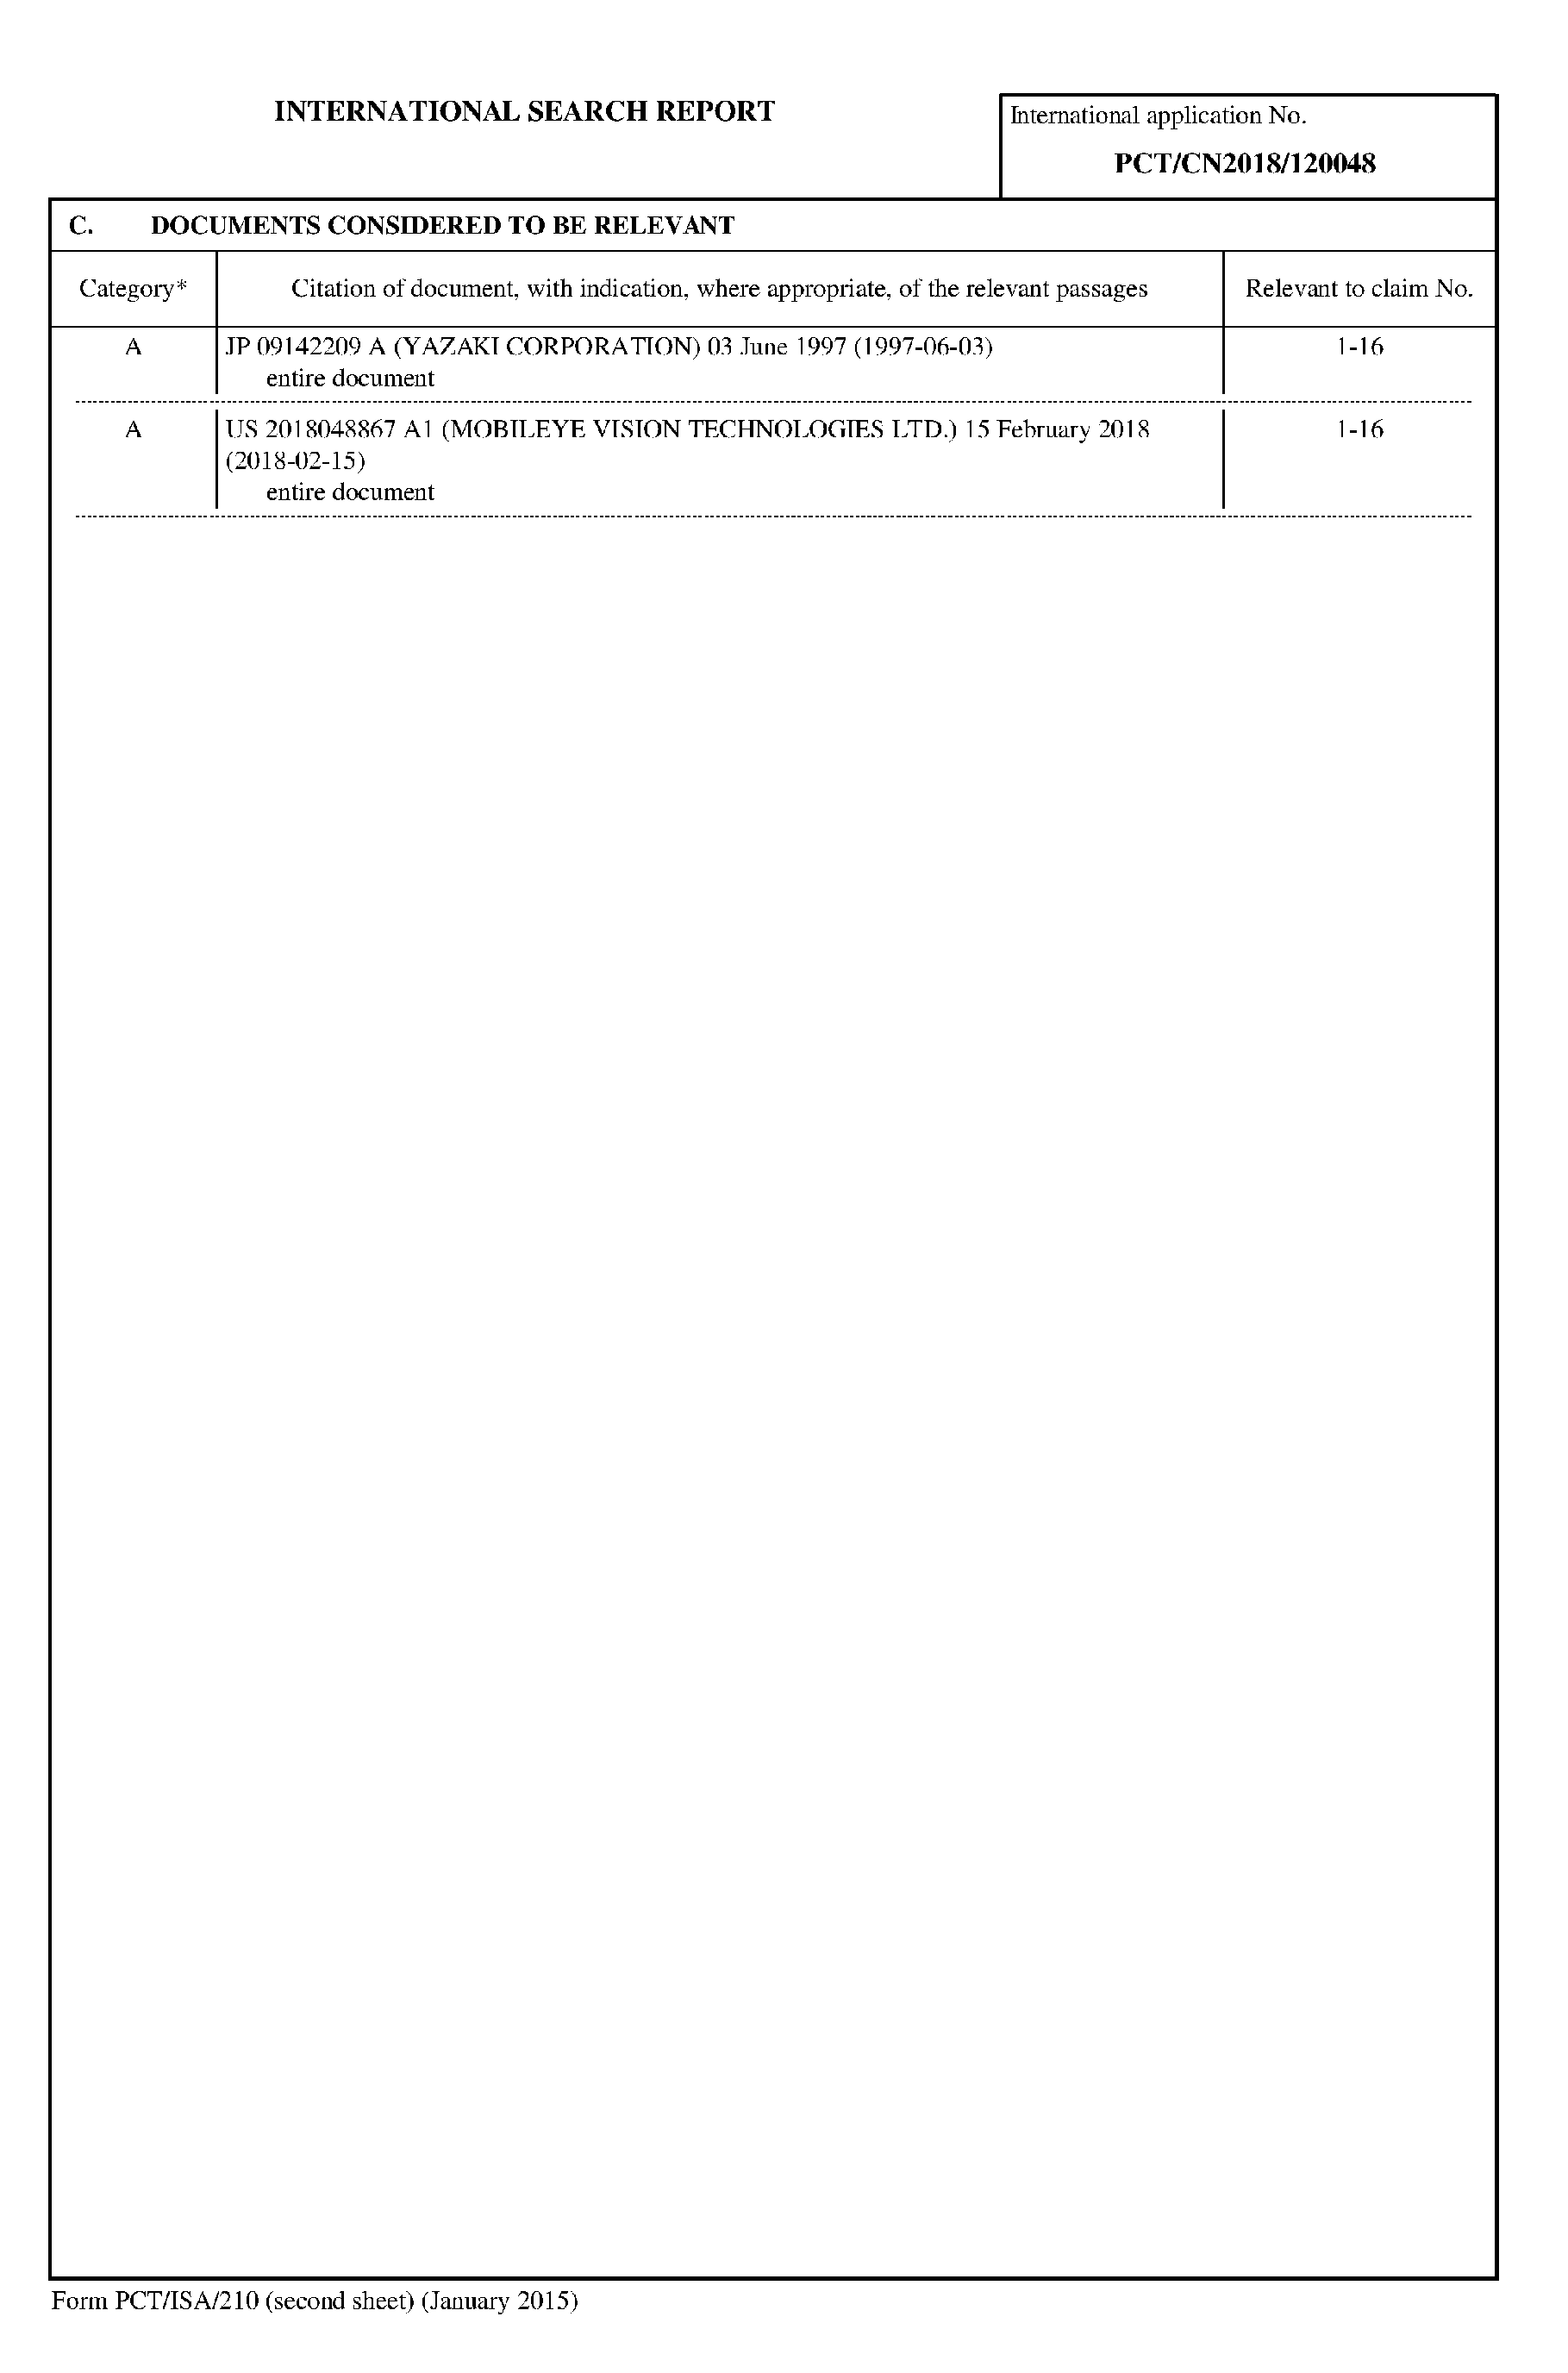 INTERNATIONAL SEARCH REPORT
International application No.
PCT/CN2018/120048
C. DOCUMENTS CONSIDERED TO BE RELEVANT
Category* Citation of document, with indication, where appropriate, of the relevant passages Relevant to claim No.
A JP 09142209 A (YAZAKI CORPORATION) 03 June 1997 (1997-06-03) 1-16
entire document
A US 2018048867 A1 (MOBILEYE VISION TECHNOLOGIES LTD.) 15 February 2018 1-16
(2018-02-15)
entire document
Form PCT/ISA/210 (second sheet) (January 2015)